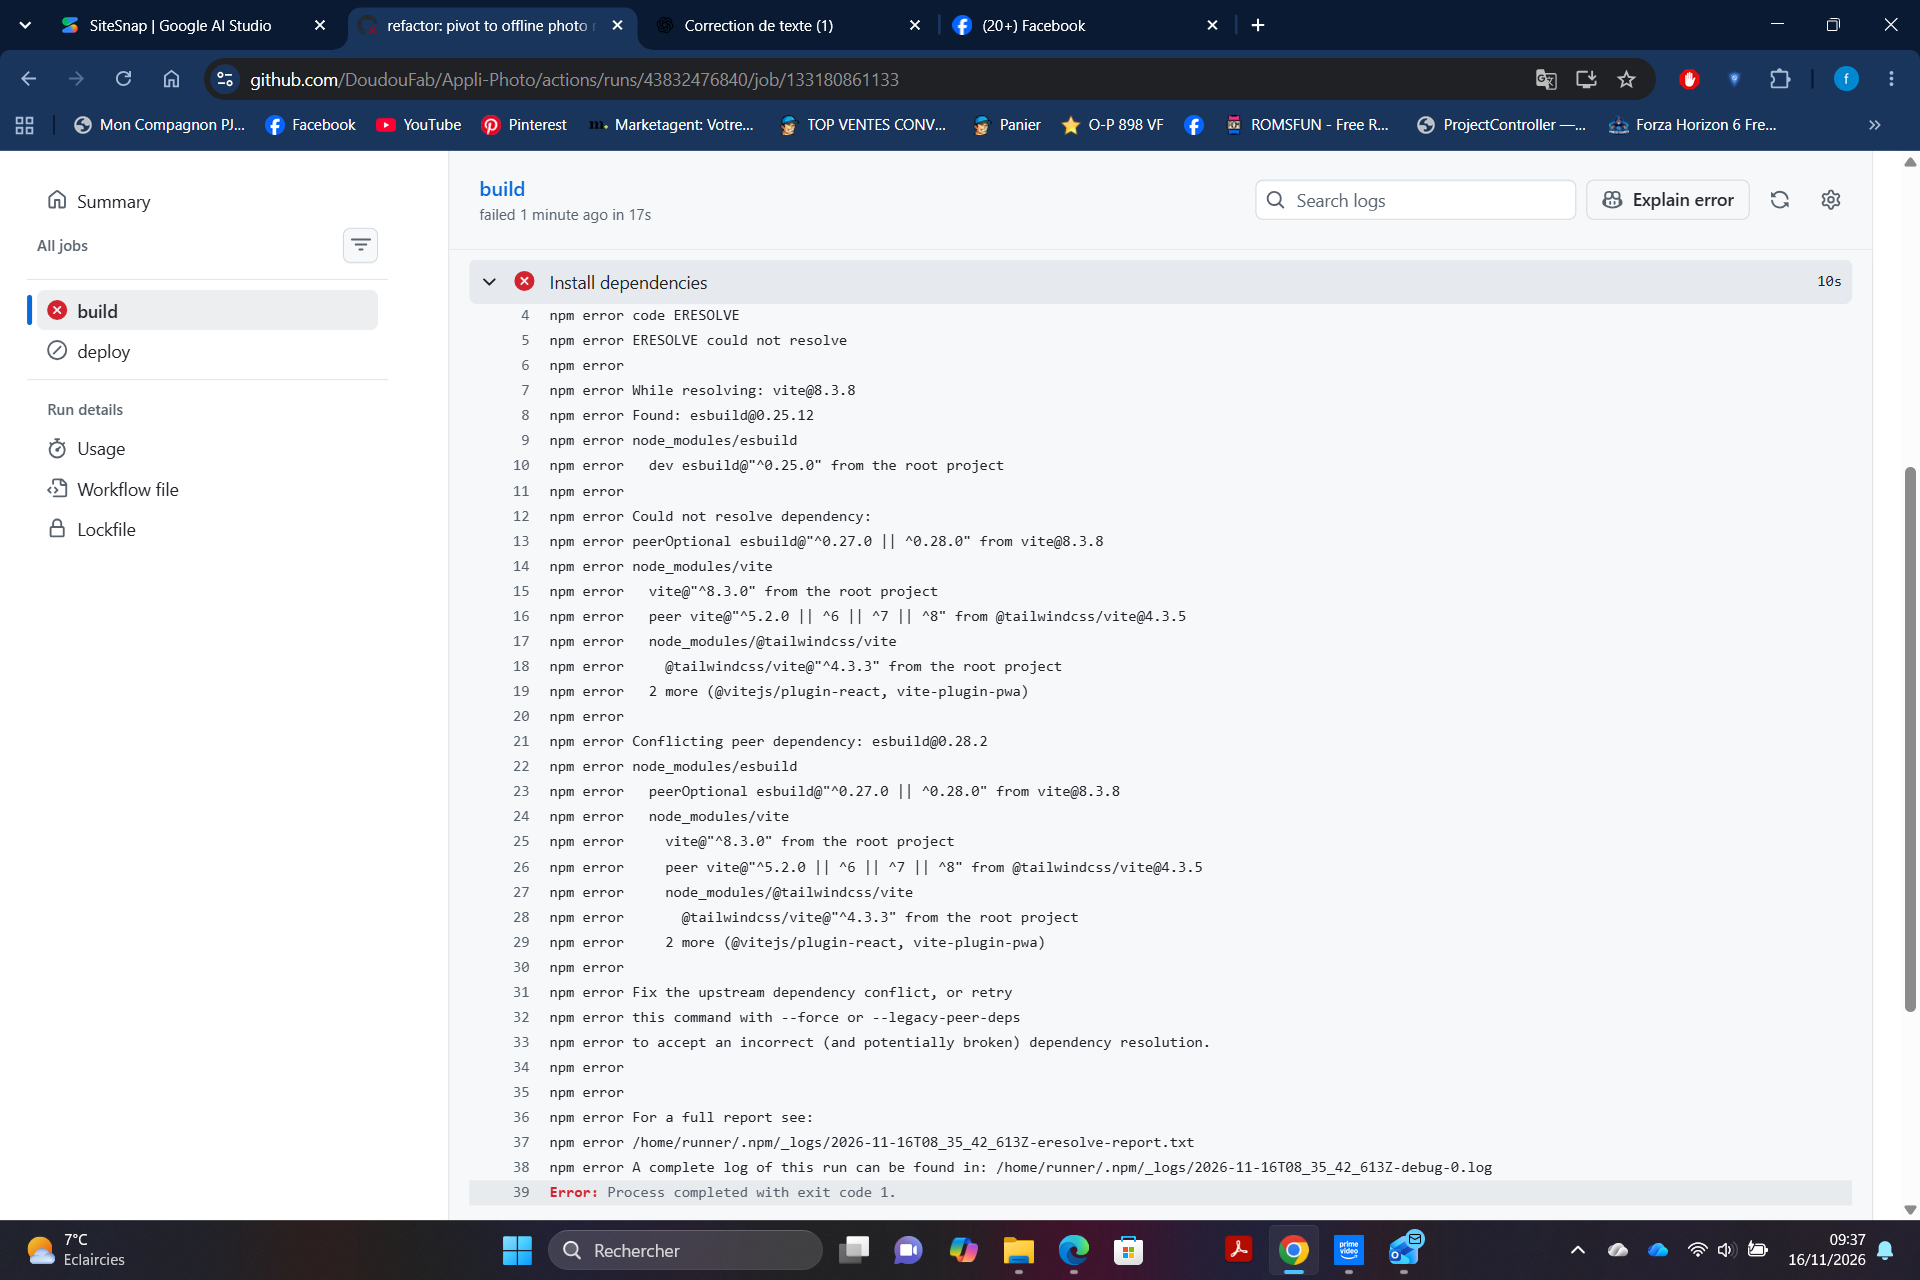 SiteSnap | Google AI Studio
refactor: pivot to offline photo
Correction de texte (1)
(20+) Facebook
github.com/DoudouFab/Appli-Photo/actions/runs/43832476840/job/133180861133
f
Mon Compagnon PJ...
Facebook
YouTube
Pinterest
Marketagent: Votre...
TOP VENTES CONV...
Panier
O-P 898 VF
ROMSFUN - Free R...
ProjectController —...
Forza Horizon 6 Fre...
»
Summary
All jobs
build
deploy
Run details
Usage
Workflow file
Lockfile
build
failed 1 minute ago in 17s
Search logs
Explain error
Install dependencies
10s
4 npm error code ERESOLVE
5 npm error ERESOLVE could not resolve
6 npm error
7 npm error While resolving: vite@8.3.8
8 npm error Found: esbuild@0.25.12
9 npm error node_modules/esbuild
10 npm error   dev esbuild@"^0.25.0" from the root project
11 npm error
12 npm error Could not resolve dependency:
13 npm error peerOptional esbuild@"^0.27.0 || ^0.28.0" from vite@8.3.8
14 npm error node_modules/vite
15 npm error   vite@"^8.3.0" from the root project
16 npm error   peer vite@"^5.2.0 || ^6 || ^7 || ^8" from @tailwindcss/vite@4.3.5
17 npm error   node_modules/@tailwindcss/vite
18 npm error     @tailwindcss/vite@"^4.3.3" from the root project
19 npm error   2 more (@vitejs/plugin-react, vite-plugin-pwa)
20 npm error
21 npm error Conflicting peer dependency: esbuild@0.28.2
22 npm error node_modules/esbuild
23 npm error   peerOptional esbuild@"^0.27.0 || ^0.28.0" from vite@8.3.8
24 npm error   node_modules/vite
25 npm error     vite@"^8.3.0" from the root project
26 npm error     peer vite@"^5.2.0 || ^6 || ^7 || ^8" from @tailwindcss/vite@4.3.5
27 npm error     node_modules/@tailwindcss/vite
28 npm error       @tailwindcss/vite@"^4.3.3" from the root project
29 npm error     2 more (@vitejs/plugin-react, vite-plugin-pwa)
30 npm error
31 npm error Fix the upstream dependency conflict, or retry
32 npm error this command with --force or --legacy-peer-deps
33 npm error to accept an incorrect (and potentially broken) dependency resolution.
34 npm error
35 npm error
36 npm error For a full report see:
37 npm error /home/runner/.npm/_logs/2026-11-16T08_35_42_613Z-eresolve-report.txt
38 npm error A complete log of this run can be found in: /home/runner/.npm/_logs/2026-11-16T08_35_42_613Z-debug-0.log
39 Error: Process completed with exit code 1.
7°C
Eclaircies
Rechercher
prime video
09:37
16/11/2026